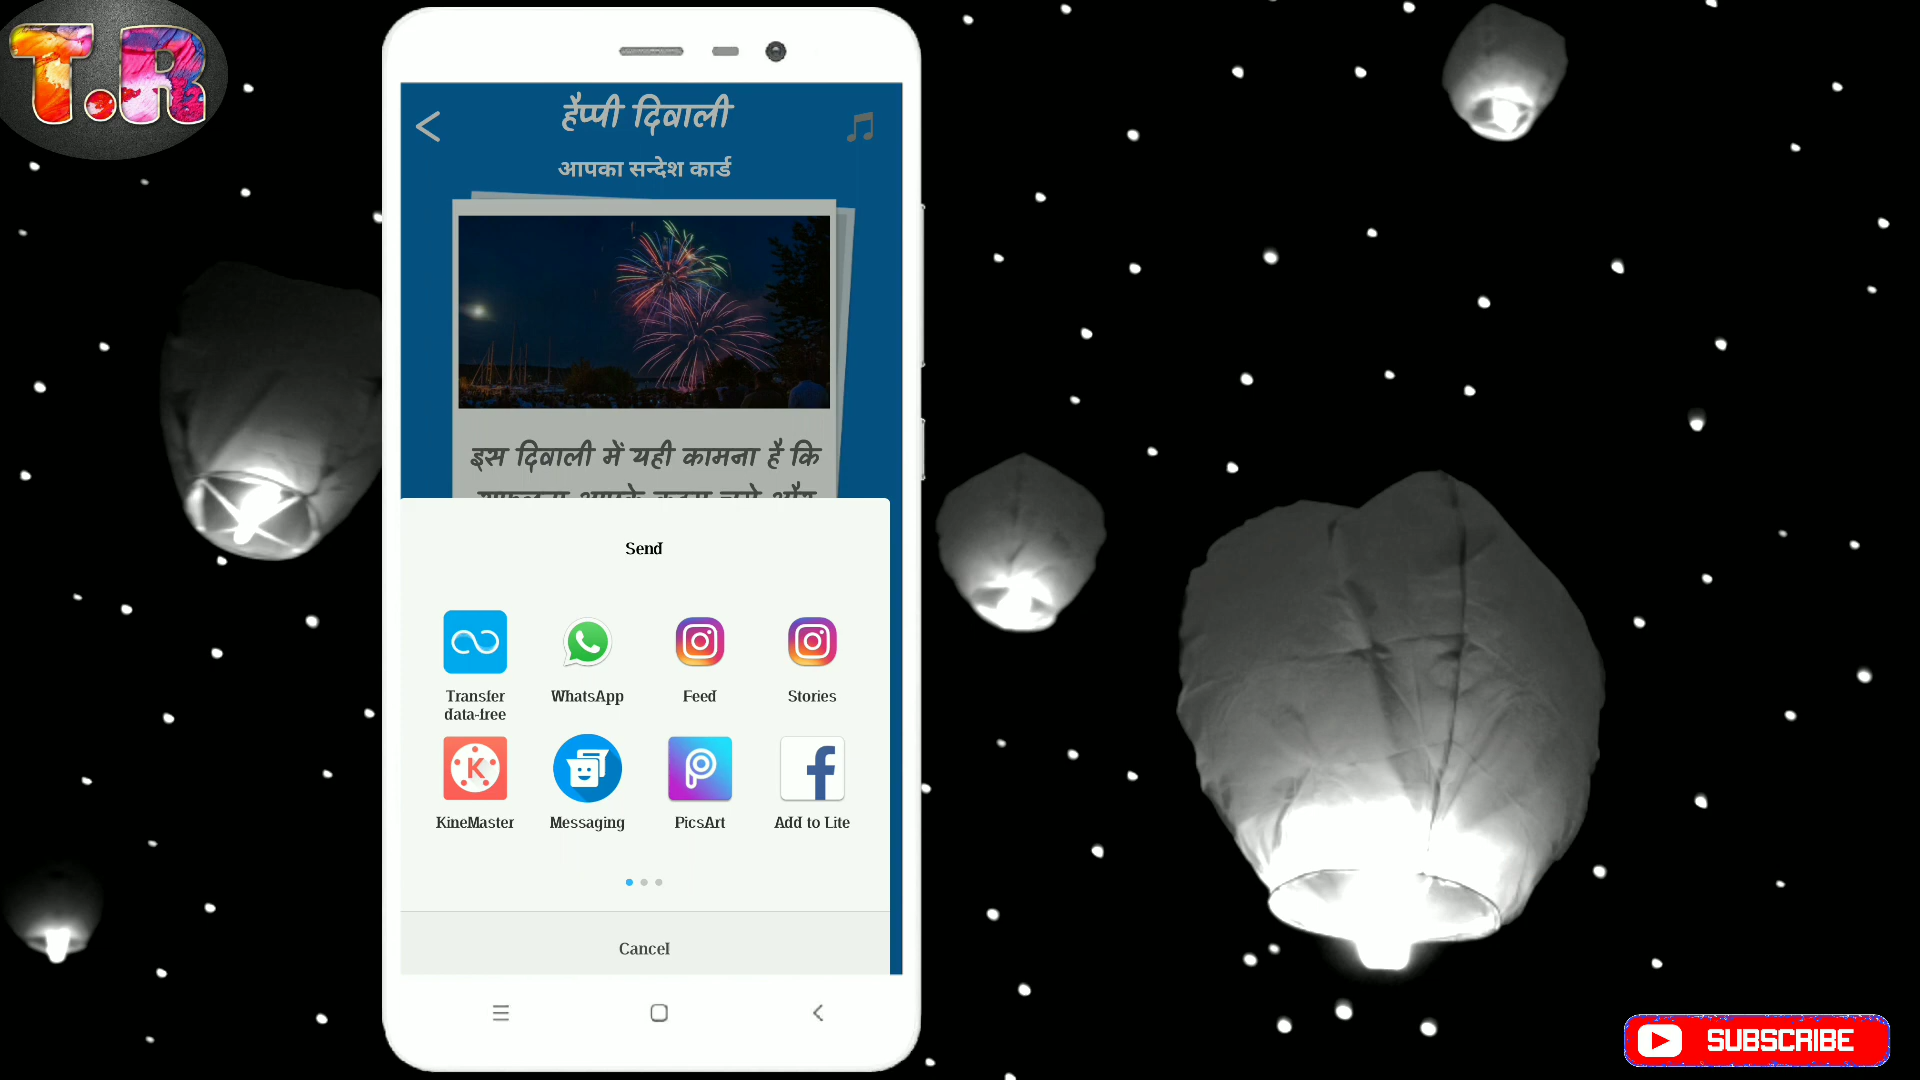 T.R
हैप्पी दिवाली
आपका सन्देश कार्ड
इस दिवाली में यही कामना है कि
Send
Transfer data-free
WhatsApp
Feed
Stories
KineMaster
Messaging
PicsArt
Add to Lite
Cancel
SUBSCRIBE